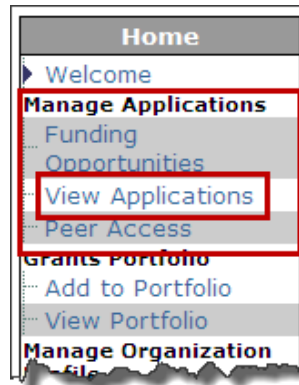 Home
Welcome
Manage Applications
Funding
Opportunities
View Applications
Peer Access
Grants Portfolio
Add to Portfolio
View Portfolio
Manage Organization